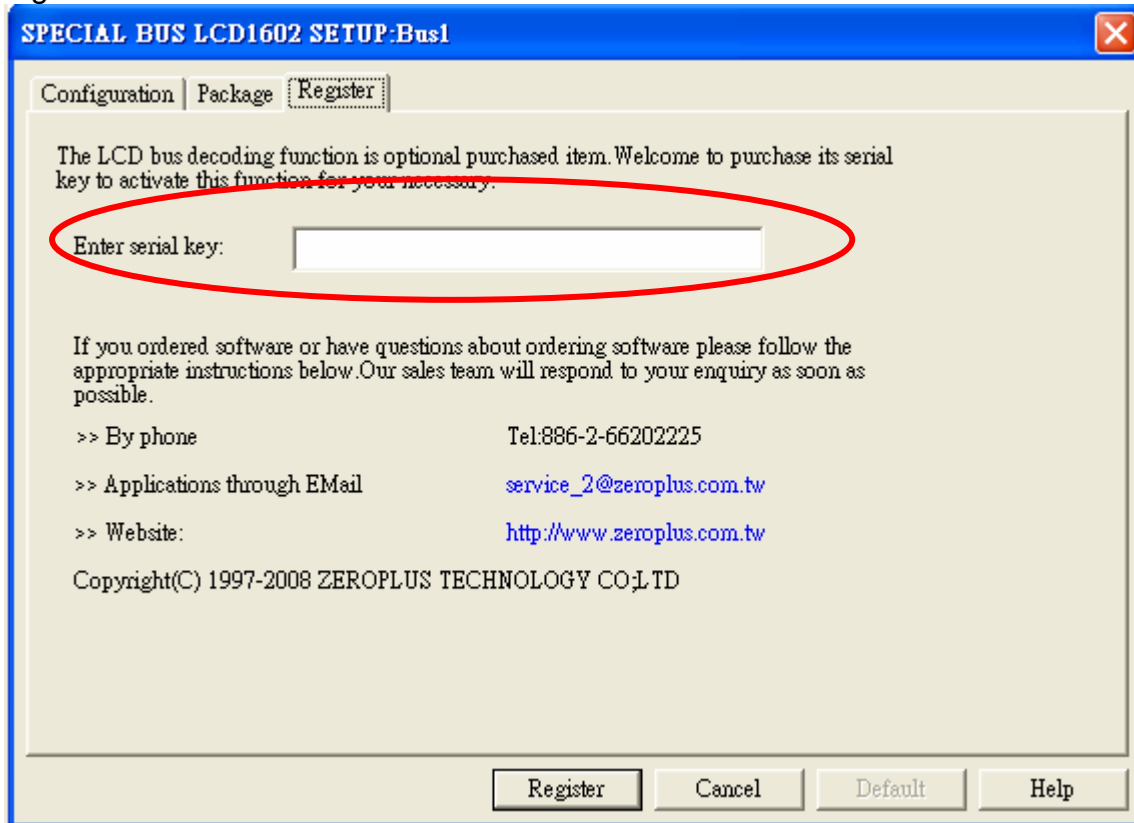 SPECIAL BUS LCD1602 SETUP:Bus1
Configuration Package Register
The LCD bus decoding function is optional purchased item.Welcome to purchase its serial
key to activate this function for your necessary.
Enter serial key:
If you ordered software or have questions about ordering software please follow the
appropriate instructions below.Our sales team will respond to your enquiry as soon as
possible.
>> By phone Tel:886-2-66202225
>> Applications through EMail service_2@zeroplus.com.tw
>> Website: http://www.zeroplus.com.tw
Copyright(C) 1997-2008 ZEROPLUS TECHNOLOGY CO;LTD
Register Cancel Default Help